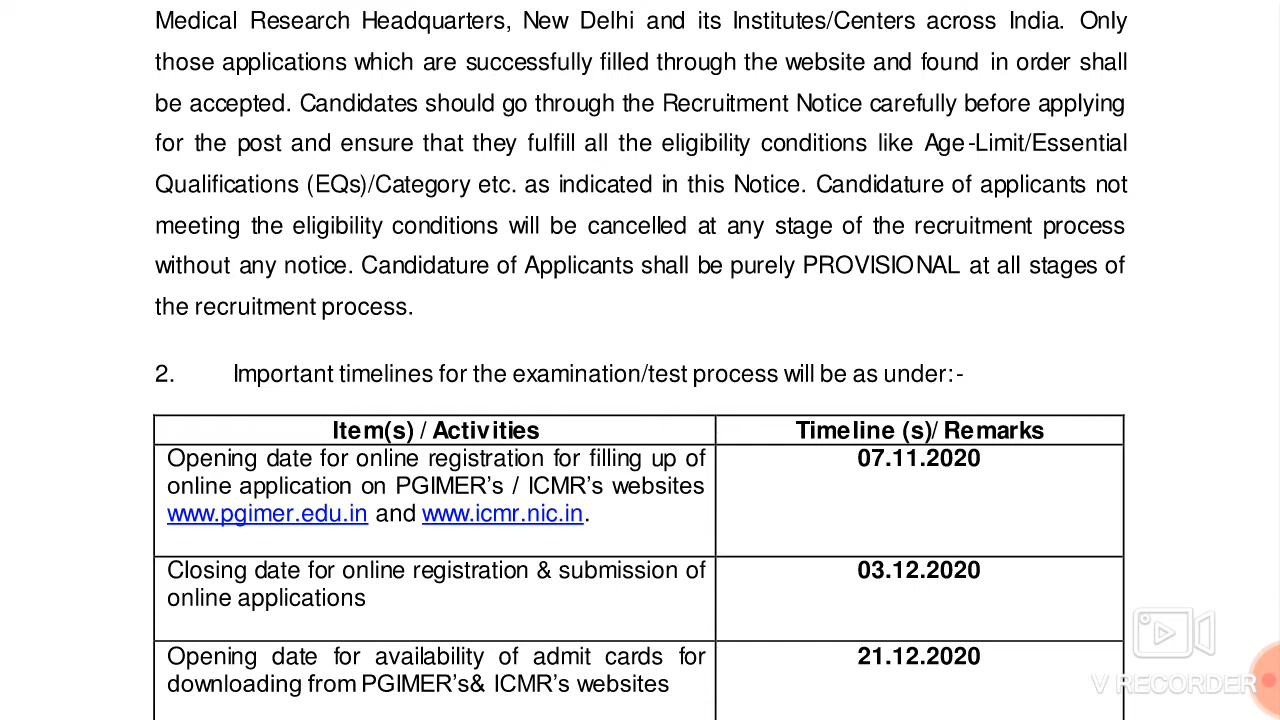 Medical Research Headquarters, New Delhi and its Institutes/Centers across India. Only
those applications which are successfully filled through the website and found in order shall
be accepted. Candidates should go through the Recruitment Notice carefully before applying
for the post and ensure that they fulfill all the eligibility conditions like Age-Limit/Essential
Qualifications (EQs)/Category etc. as indicated in this Notice. Candidature of applicants not
meeting the eligibility conditions will be cancelled at any stage of the recruitment process
without any notice. Candidature of Applicants shall be purely PROVISIONAL at all stages of
the recruitment process.
2. Important timelines for the examination/test process will be as under:-
Item(s) / Activities Timeline (s)/ Remarks
Opening date for online registration for filling up of 07.11.2020
online application on PGIMER's / ICMR's websites
www.pgimer.edu.in and www.icmr.nic.in.
Closing date for online registration & submission of 03.12.2020
online applications
Opening date for availability of admit cards for 21.12.2020
downloading from PGIMER's& ICMR's websites
V RECORDER